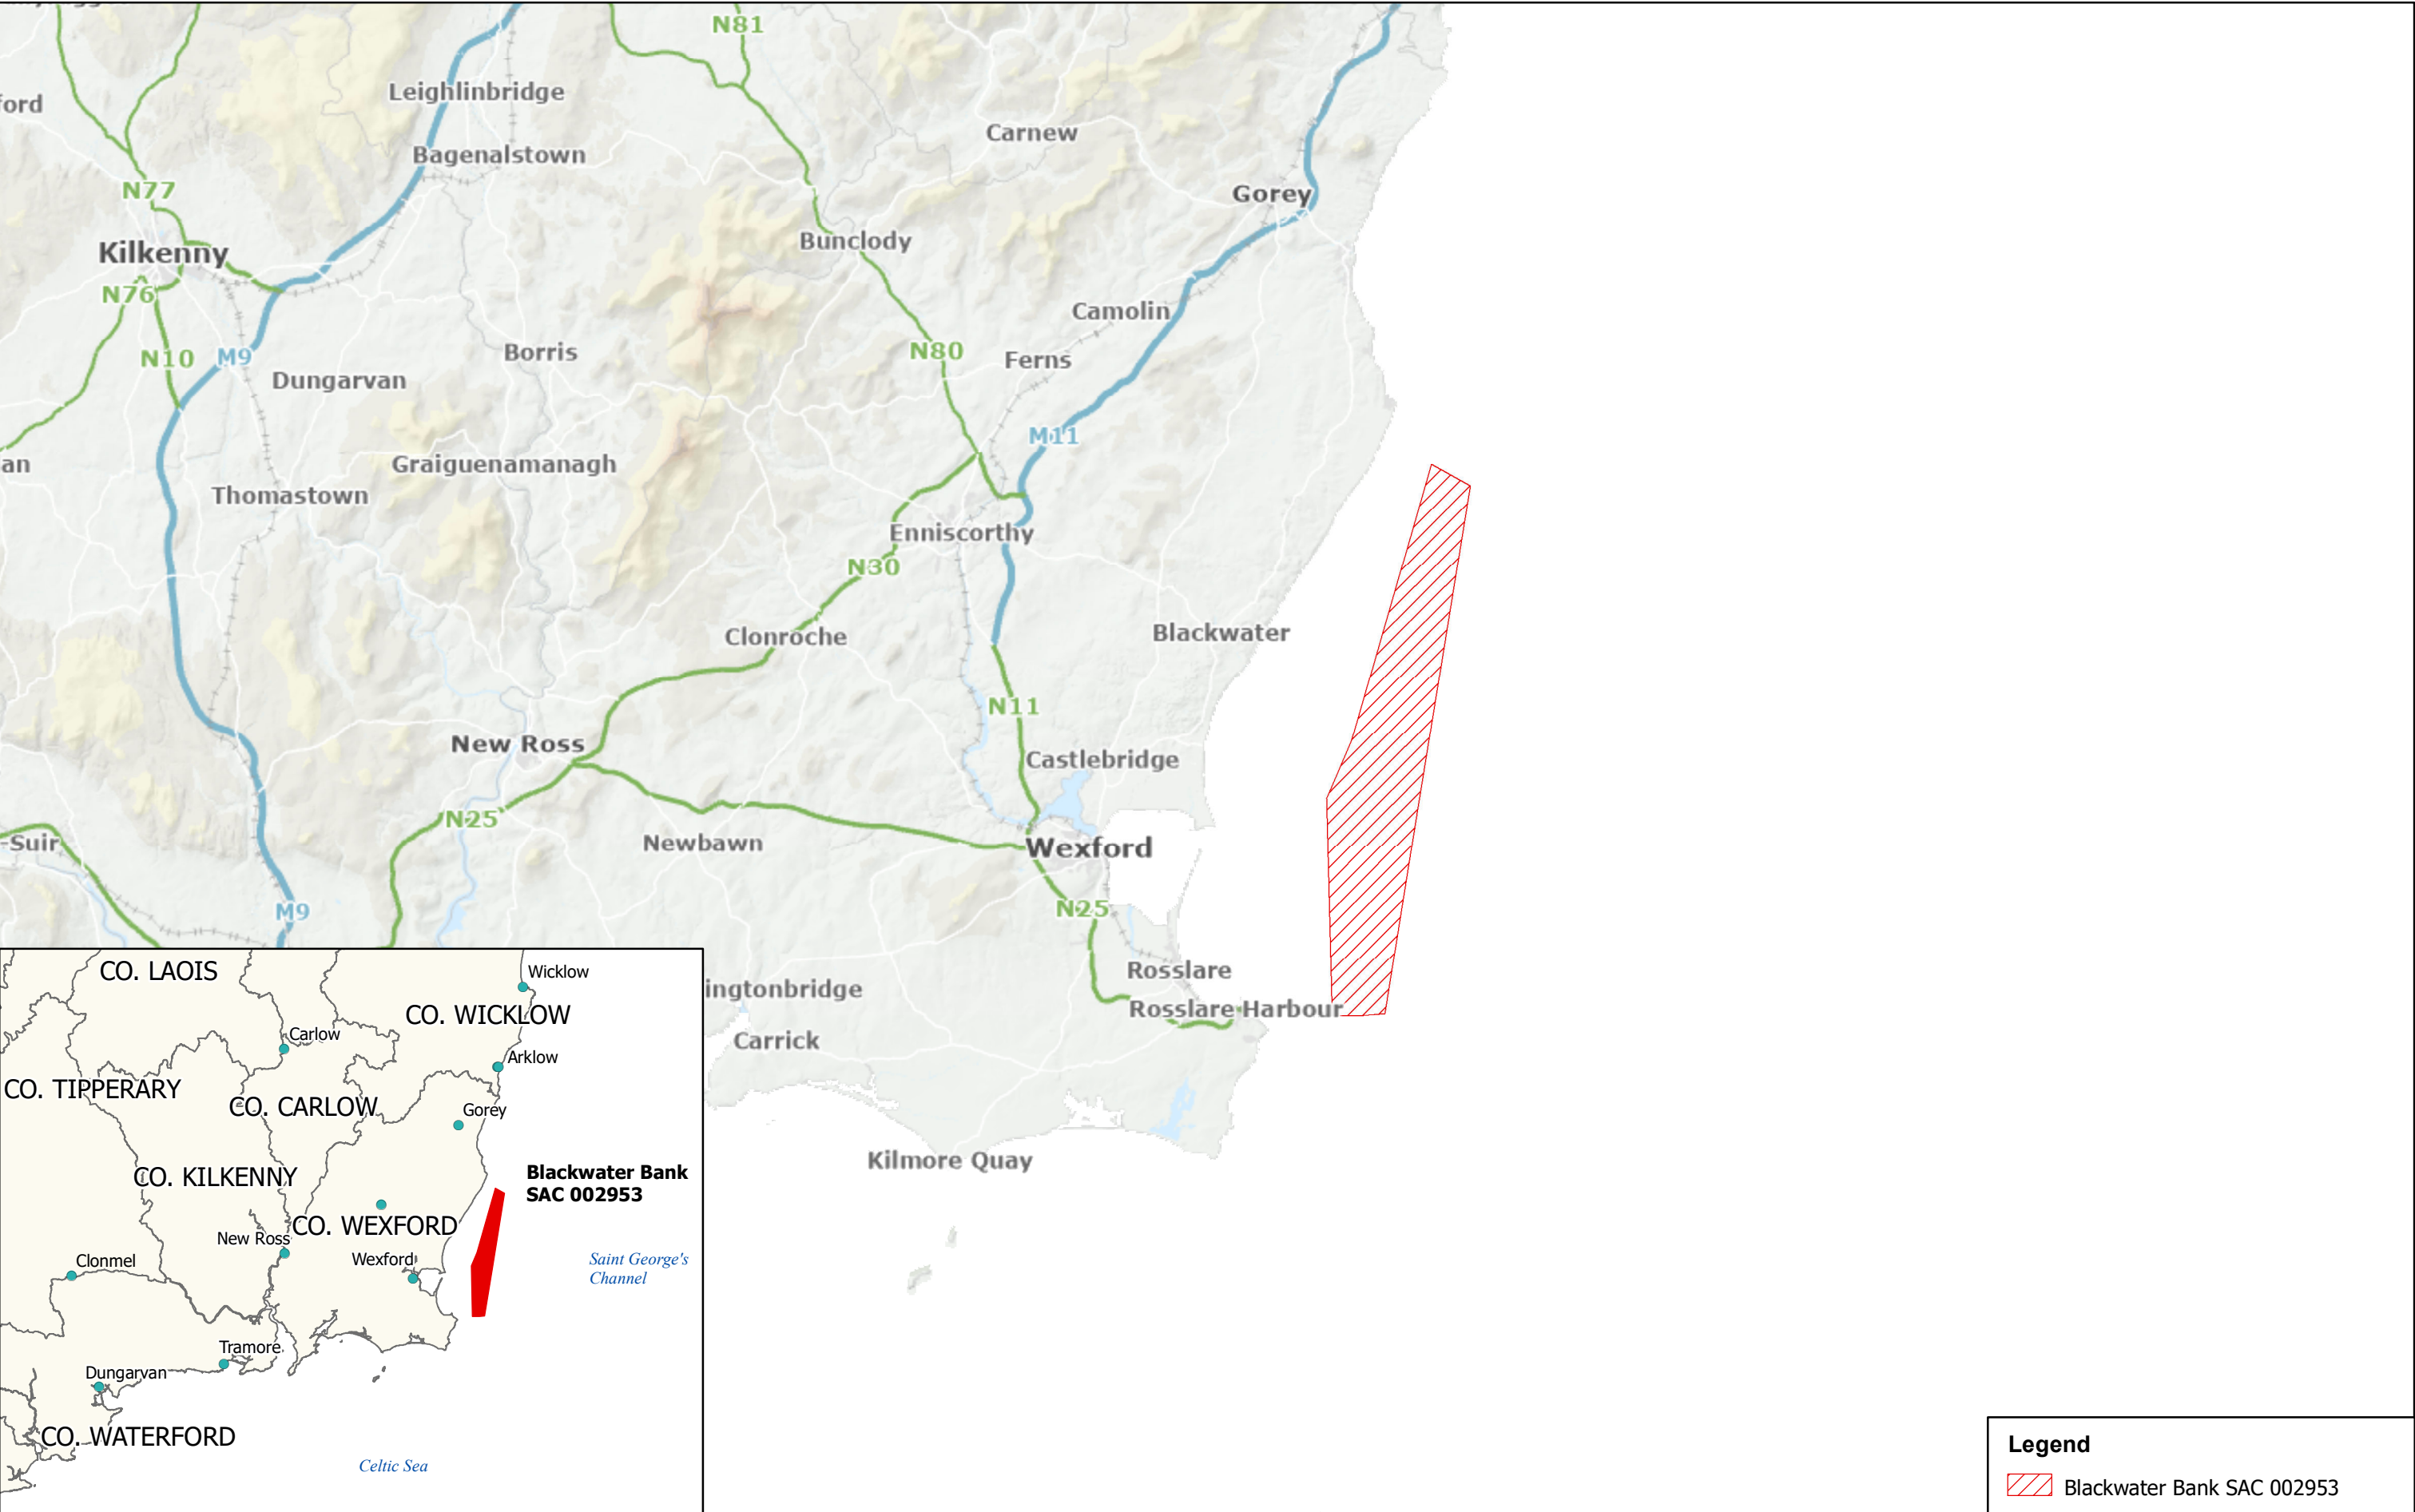 N81
Leighlinbridge
ford
Carnew
Bagenalstown
N77
Gorey
Bunclody
Kilkenny
N76
Camolin
N80
Borris
N10
M9
Ferns
Dungarvan
M11
an
Graiguenamanagh
Thomastown
Enniscorthy
N30
Clonroche
Blackwater
N11
New Ross
Castlebridge
N25
-Suir
Newbawn
Wexford
M9
N25
Rosslare
ingtonbridge
Rosslare Harbour
Carrick
Kilmore Quay
CO. LAOIS
Wicklow
CO. WICKLOW
Carlow
Arklow
CO. TIPPERARY
CO. CARLOW
Gorey
Blackwater Bank
SAC 002953
CO. KILKENNY
CO. WEXFORD
New Ross
Wexford
Saint George's
Channel
Clonmel
Tramore
Dungarvan
CO. WATERFORD
Celtic Sea
Legend
Blackwater Bank SAC 002953